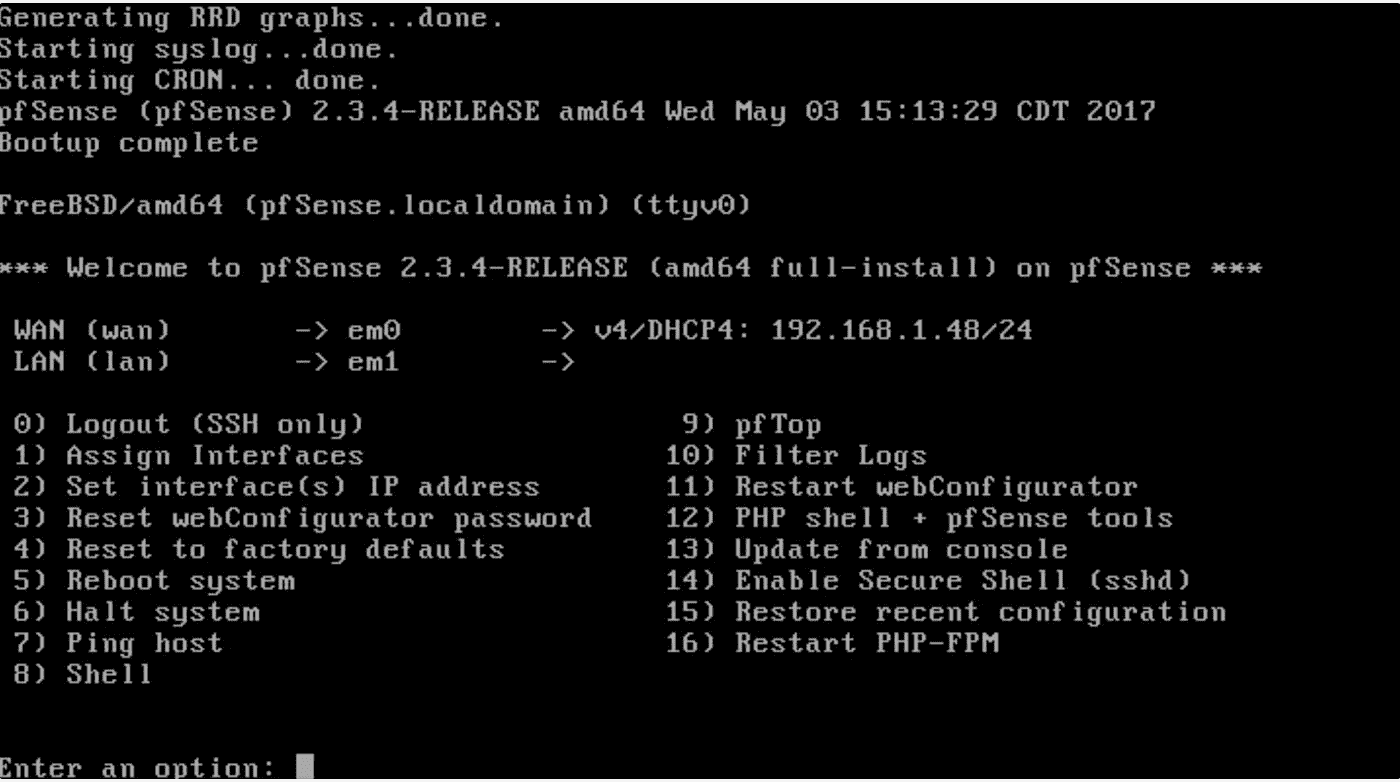 Generating RRD graphs...done.
Starting syslog...done.
Starting CRON... done.
pfSense (pfSense) 2.3.4-RELEASE amd64 Wed May 03 15:13:29 CDT 2017
Bootup complete
FreeBSD/amd64 (pfSense.localdomain) (ttyv0)
*** Welcome to pfSense 2.3.4-RELEASE (amd64 full-install) on pfSense ***
WAN (wan) -> em0 -> v4/DHCP4: 192.168.1.48/24
LAN (lan) -> em1 ->
0) Logout (SSH only) 9) pfTop
1) Assign Interfaces 10) Filter Logs
2) Set interface(s) IP address 11) Restart webConfigurator
3) Reset webConfigurator password 12) PHP shell + pfSense tools
4) Reset to factory defaults 13) Update from console
5) Reboot system 14) Enable Secure Shell (sshd)
6) Halt system 15) Restore recent configuration
7) Ping host 16) Restart PHP-FPM
8) Shell
Enter an option: